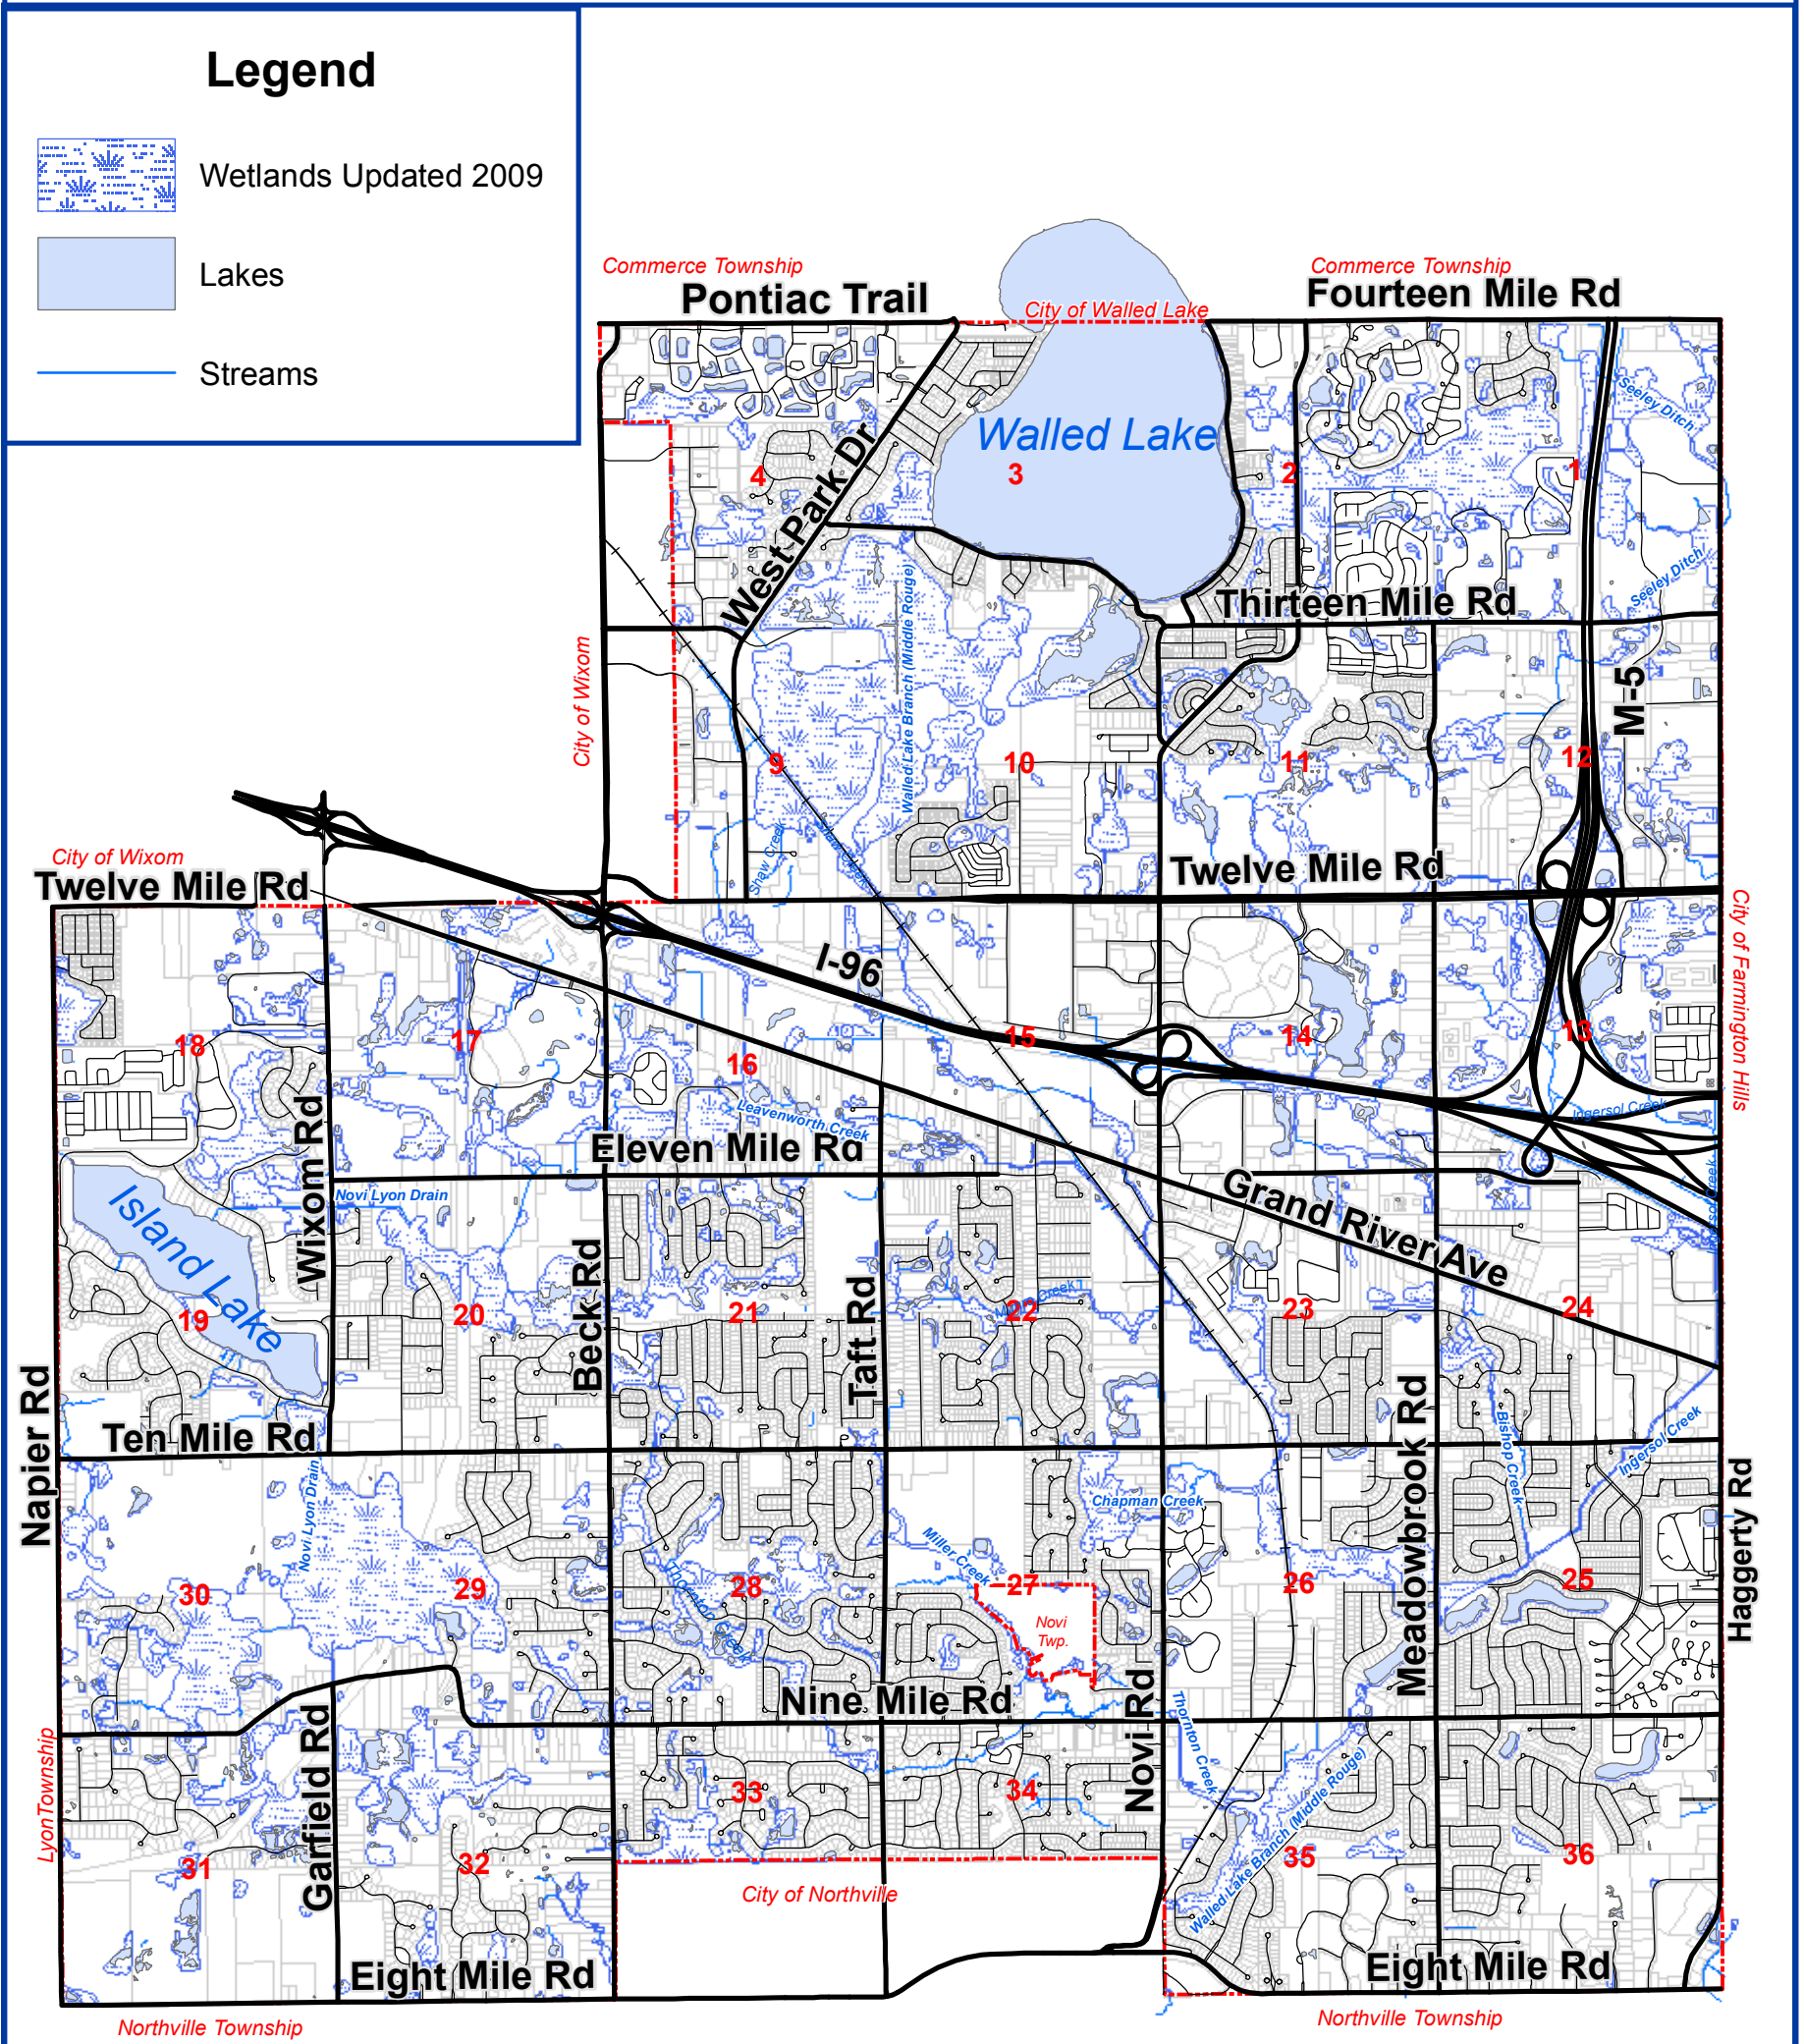 Legend
Wetlands Updated 2009
Lakes
Streams
Commerce Township
Commerce Township
Pontiac Trail
City of Walled Lake
Fourteen Mile Rd
Seeley Ditch
Walled Lake
West Park Dr
4
3
2
1
Seeley Ditch
Thirteen Mile Rd
City of Wixom
Walled Lake Branch (Middle Rouge)
M-5
9
10
11
12
Shaw Creek
Shaw Creek
City of Wixom
Twelve Mile Rd
Twelve Mile Rd
City of Farmington Hills
I-96
18
17
16
15
14
13
Leavenworth Creek
Ingersol Creek
Wixom Rd
Eleven Mile Rd
Novi Lyon Drain
Grand River Ave
Ingersol Creek
Island Lake
Beck Rd
Taft Rd
Creek
19
20
21
22
23
24
Napier Rd
Ten Mile Rd
Meadowbrook Rd
Bishop Creek
Ingersol Creek
Haggerty Rd
Novi Lyon Drain
Chapman Creek
Miller Creek
Thornton Creek
30
29
28
27
26
25
Novi
Twp.
Nine Mile Rd
Novi Rd
Thornton Creek
Garfield Rd
Lyon Township
33
34
Walled Lake Branch (Middle Rouge)
31
32
35
36
City of Northville
Eight Mile Rd
Eight Mile Rd
Northville Township
Northville Township